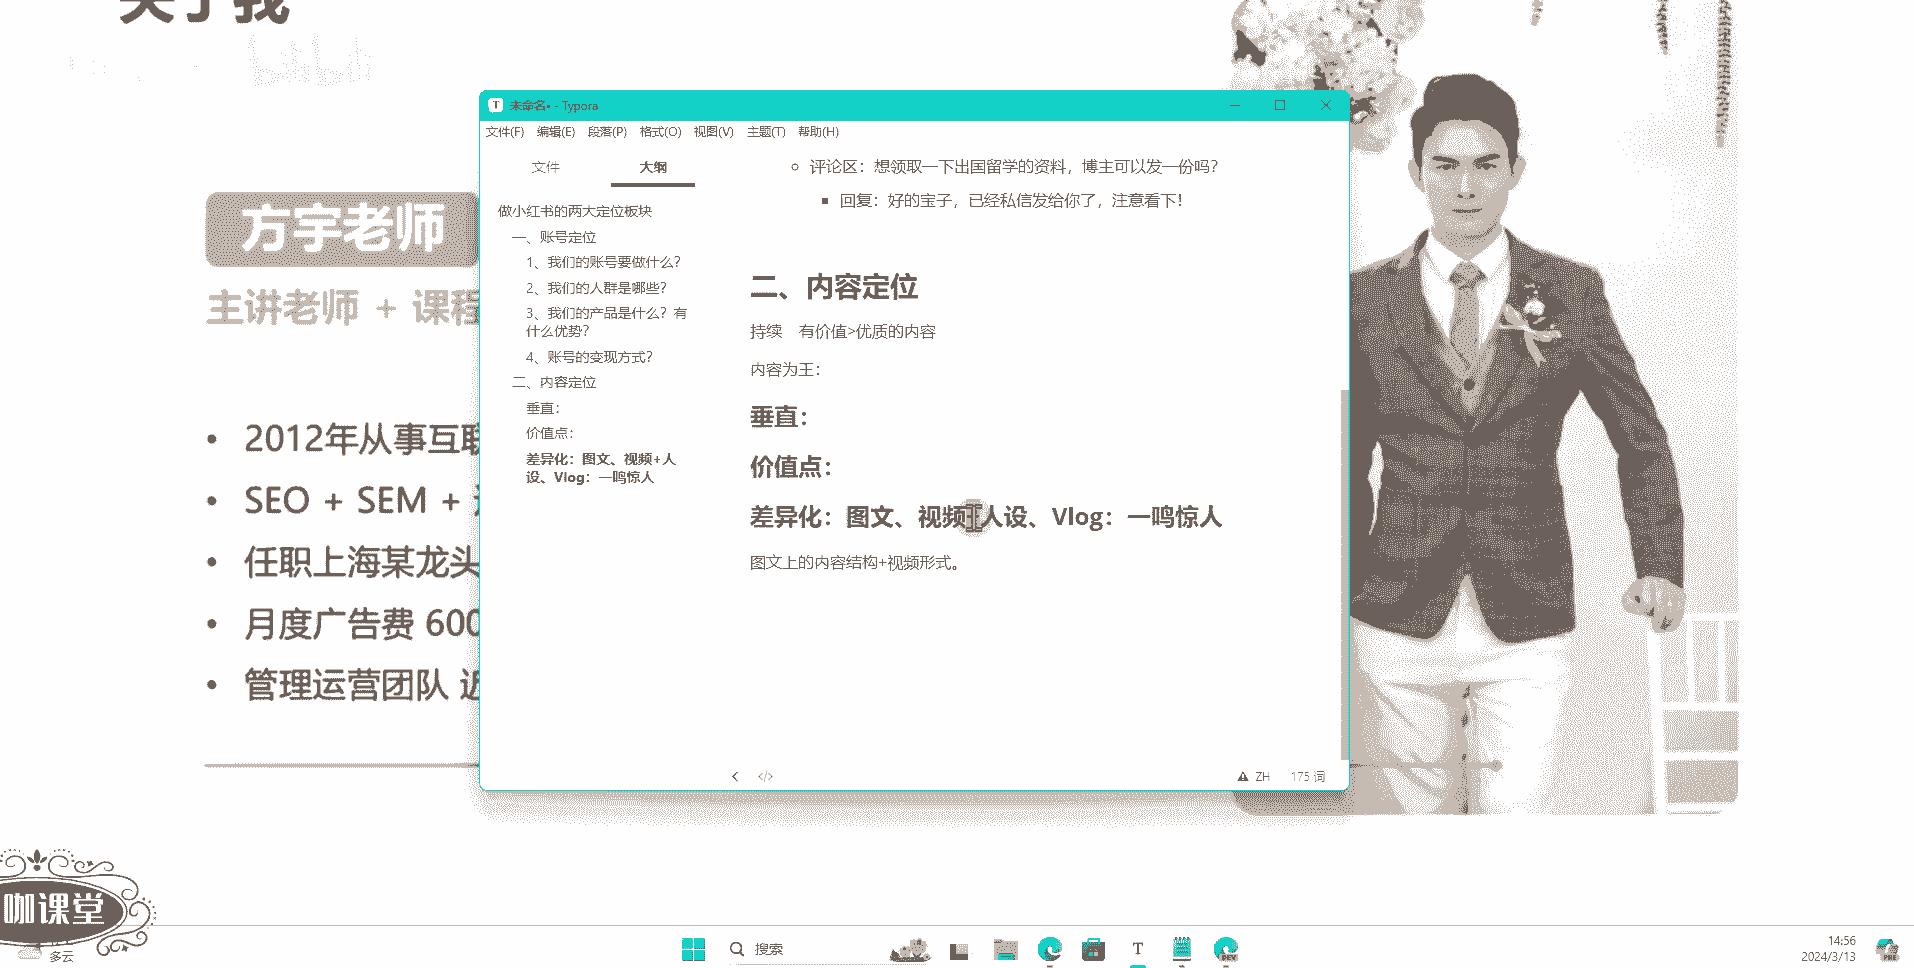 关于我
bilibili
方宇老师
主讲老师 + 课程
2012年从事互联
SEO + SEM +
任职上海某龙头
月度广告费 600
管理运营团队 近
未命名• - Typora
文件(F) 编辑(E) 段落(P) 格式(O) 视图(V) 主题(T) 帮助(H)
文件 大纲
做小红书的两大定位板块
一、账号定位
1、我们的账号要做什么？
2、我们的人群是哪些？
3、我们的产品是什么？有
什么优势？
4、账号的变现方式？
二、内容定位
垂直：
价值点：
差异化：图文、视频+人
设、Vlog：一鸣惊人
评论区：想领取一下出国留学的资料，博主可以发一份吗？
回复：好的宝子，已经私信发给你了，注意看下！
二、内容定位
持续 有价值>优质的内容
内容为王：
垂直：
价值点：
差异化：图文、视频+人设、Vlog：一鸣惊人
图文上的内容结构+视频形式。
ZH 175 词
咖课堂
多云
搜索
DEV
14:56
2024/3/13
PRE